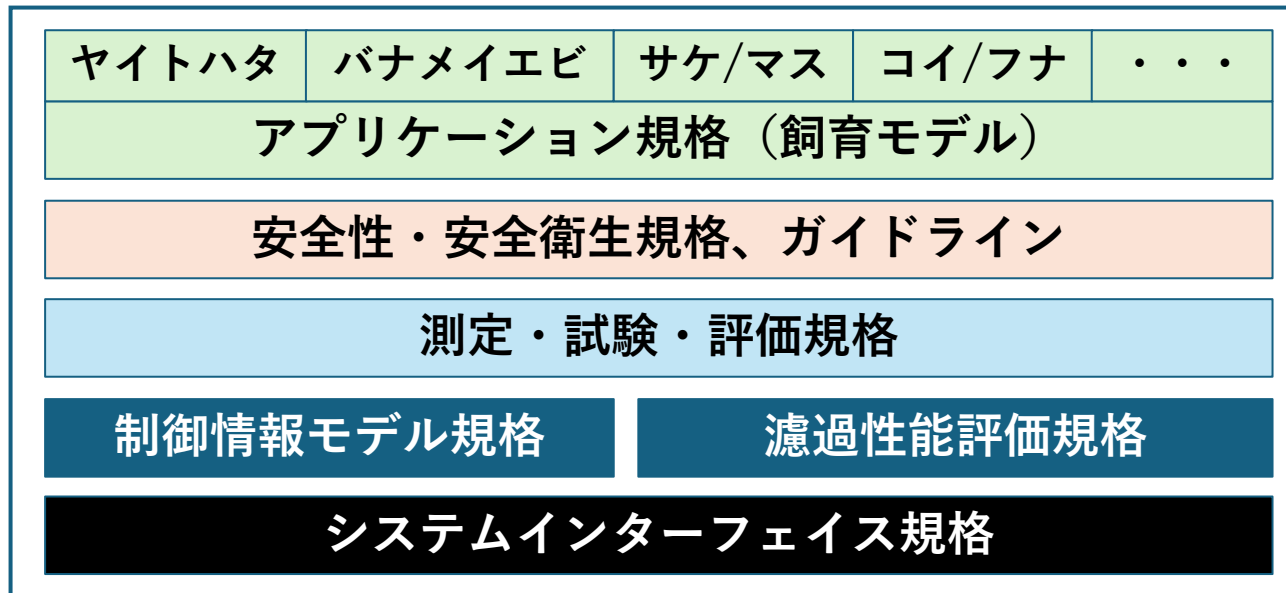 ヤイトハタ バナメイエビ サケ/マス コイ/フナ ・・・
アプリケーション規格（飼育モデル）
安全性・安全衛生規格、ガイドライン
測定・試験・評価規格
制御情報モデル規格 濾過性能評価規格
システムインターフェイス規格